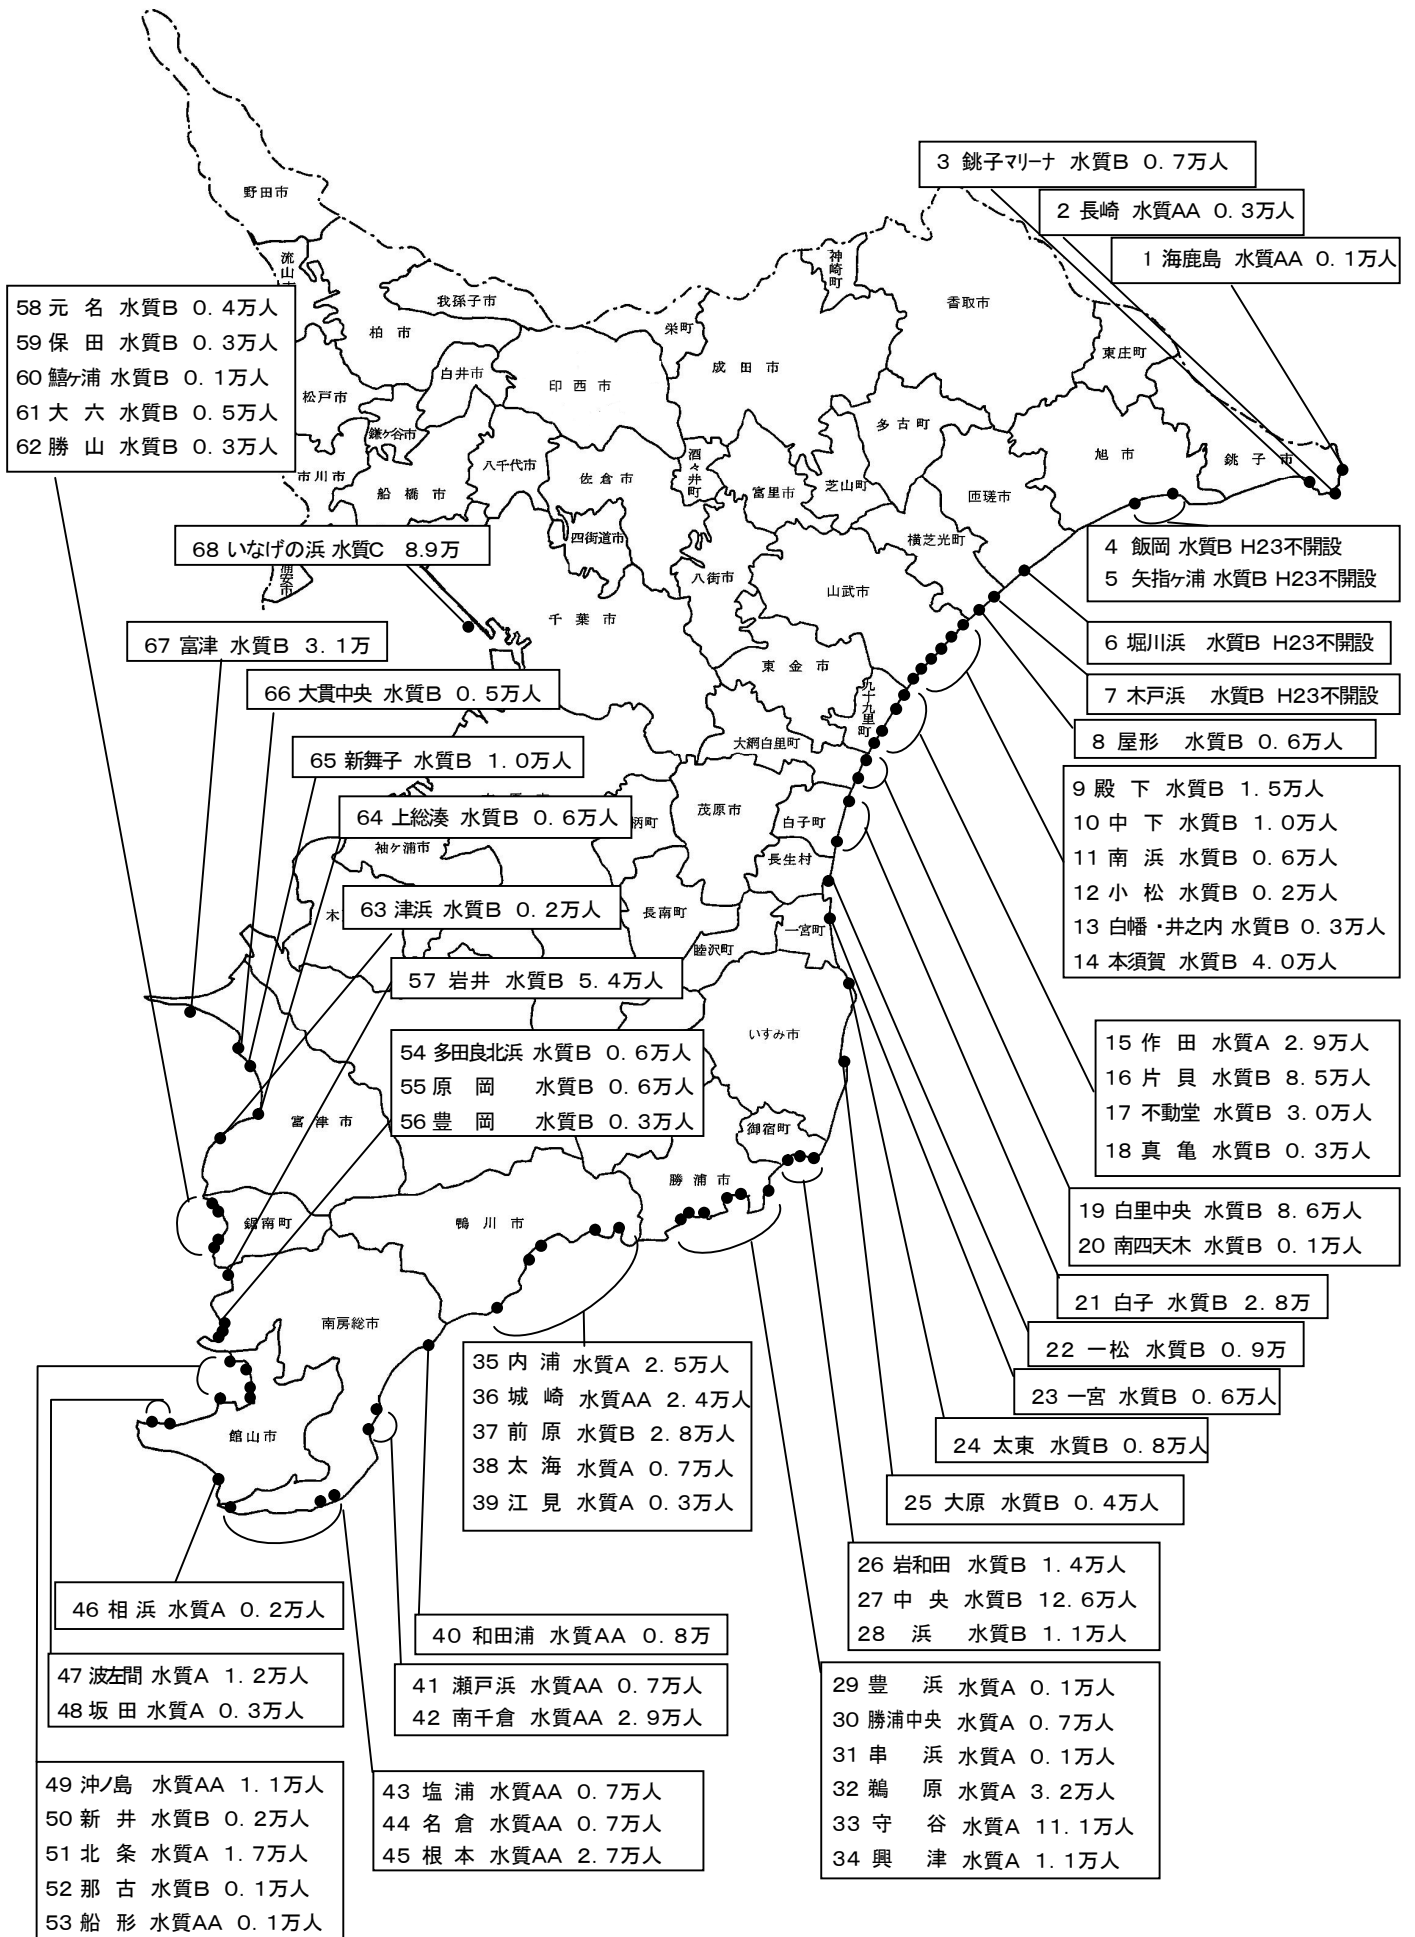 3 銚子マリーナ 水質B 0.7万人
2 長崎 水質AA 0.3万人
1 海鹿島 水質AA 0.1万人
野田市
流山
我孫子市
柏市
神崎町
香取市
栄町
成田市
東庄町
白井市
印西市
松戸市
鎌ケ谷市
多古町
旭市
銚子市
市川市
船橋市
八千代市
佐倉市
酒々井町
富里市
芝山町
匝瑳市
四街道市
横芝光町
八街市
浦安市
山武市
千葉市
東金市
九十九里町
大網白里町
茂原市
白子町
柄町
袖ケ浦市
長生村
木
長南町
一宮町
睦沢町
いすみ市
富津市
御宿町
勝浦市
鋸南町
鴨川市
南房総市
館山市
58 元 名 水質B 0.4万人
59 保 田 水質B 0.3万人
60 鱚ヶ浦 水質B 0.1万人
61 大 六 水質B 0.5万人
62 勝 山 水質B 0.3万人
68 いなげの浜 水質C 8.9万
67 富津 水質B 3.1万
66 大貫中央 水質B 0.5万人
65 新舞子 水質B 1.0万人
64 上総湊 水質B 0.6万人
63 津浜 水質B 0.2万人
57 岩井 水質B 5.4万人
54 多田良北浜 水質B 0.6万人
55 原 岡 水質B 0.6万人
56 豊 岡 水質B 0.3万人
4 飯岡 水質B H23不開設
5 矢指ヶ浦 水質B H23不開設
6 堀川浜 水質B H23不開設
7 木戸浜 水質B H23不開設
8 屋形 水質B 0.6万人
9 殿 下 水質B 1.5万人
10 中 下 水質B 1.0万人
11 南 浜 水質B 0.6万人
12 小 松 水質B 0.2万人
13 白幡・井之内 水質B 0.3万人
14 本須賀 水質B 4.0万人
15 作 田 水質A 2.9万人
16 片 貝 水質B 8.5万人
17 不動堂 水質B 3.0万人
18 真 亀 水質B 0.3万人
19 白里中央 水質B 8.6万人
20 南四天木 水質B 0.1万人
21 白子 水質B 2.8万
22 一松 水質B 0.9万
23 一宮 水質B 0.6万人
24 太東 水質B 0.8万人
25 大原 水質B 0.4万人
26 岩和田 水質B 1.4万人
27 中 央 水質B 12.6万人
28 浜 水質B 1.1万人
29 豊 浜 水質A 0.1万人
30 勝浦中央 水質A 0.7万人
31 串 浜 水質A 0.1万人
32 鵜 原 水質A 3.2万人
33 守 谷 水質A 11.1万人
34 興 津 水質A 1.1万人
35 内 浦 水質A 2.5万人
36 城 崎 水質AA 2.4万人
37 前 原 水質B 2.8万人
38 太 海 水質A 0.7万人
39 江 見 水質A 0.3万人
40 和田浦 水質AA 0.8万
41 瀬戸浜 水質AA 0.7万人
42 南千倉 水質AA 2.9万人
43 塩 浦 水質AA 0.7万人
44 名 倉 水質AA 0.7万人
45 根 本 水質AA 2.7万人
46 相 浜 水質A 0.2万人
47 波左間 水質A 1.2万人
48 坂 田 水質A 0.3万人
49 沖ノ島 水質AA 1.1万人
50 新 井 水質B 0.2万人
51 北 条 水質A 1.7万人
52 那 古 水質B 0.1万人
53 船 形 水質AA 0.1万人